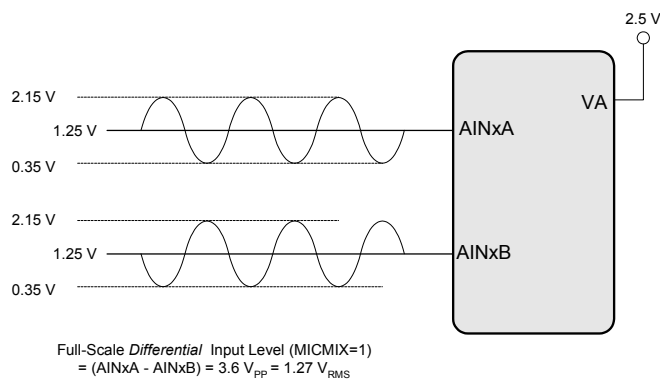 2.5 V
VA
2.15 V
1.25 V
0.35 V
AINxA
2.15 V
1.25 V
0.35 V
AINxB
Full-Scale Differential Input Level (MICMIX=1)
= (AINxA - AINxB) = 3.6 VPP = 1.27 VRMS